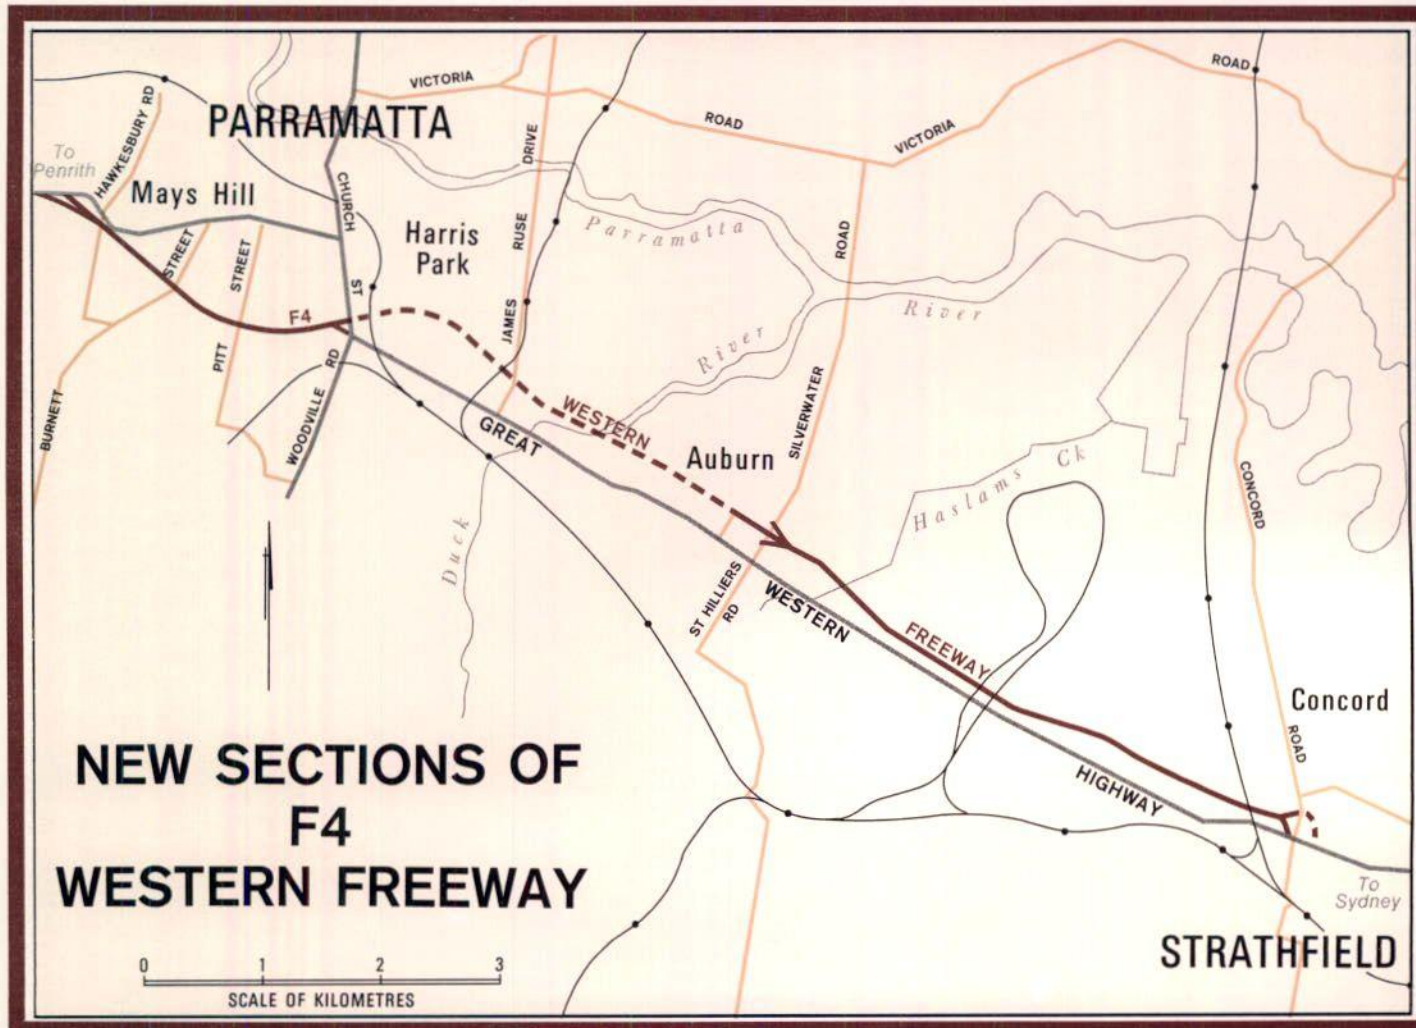 VICTORIA
ROAD
VICTORIA
ROAD
PARRAMATTA
To
Penrith
HAWKESBURY RD
Mays Hill
CHURCH
ST
Harris
Park
JAMES
RUSE
DRIVE
Parramatta
River
ROAD
SILVERWATER
STREET
STREET
PITT
F4
BURNETT
WOODVILLE
RD
GREAT
WESTERN
River
Duck
Auburn
Haslams Ck
ST HILLIERS
RD
WESTERN
FREEWAY
HIGHWAY
CONCORD
ROAD
Concord
To
Sydney
STRATHFIELD
NEW SECTIONS OF
F4
WESTERN FREEWAY
0 1 2 3
SCALE OF KILOMETRES